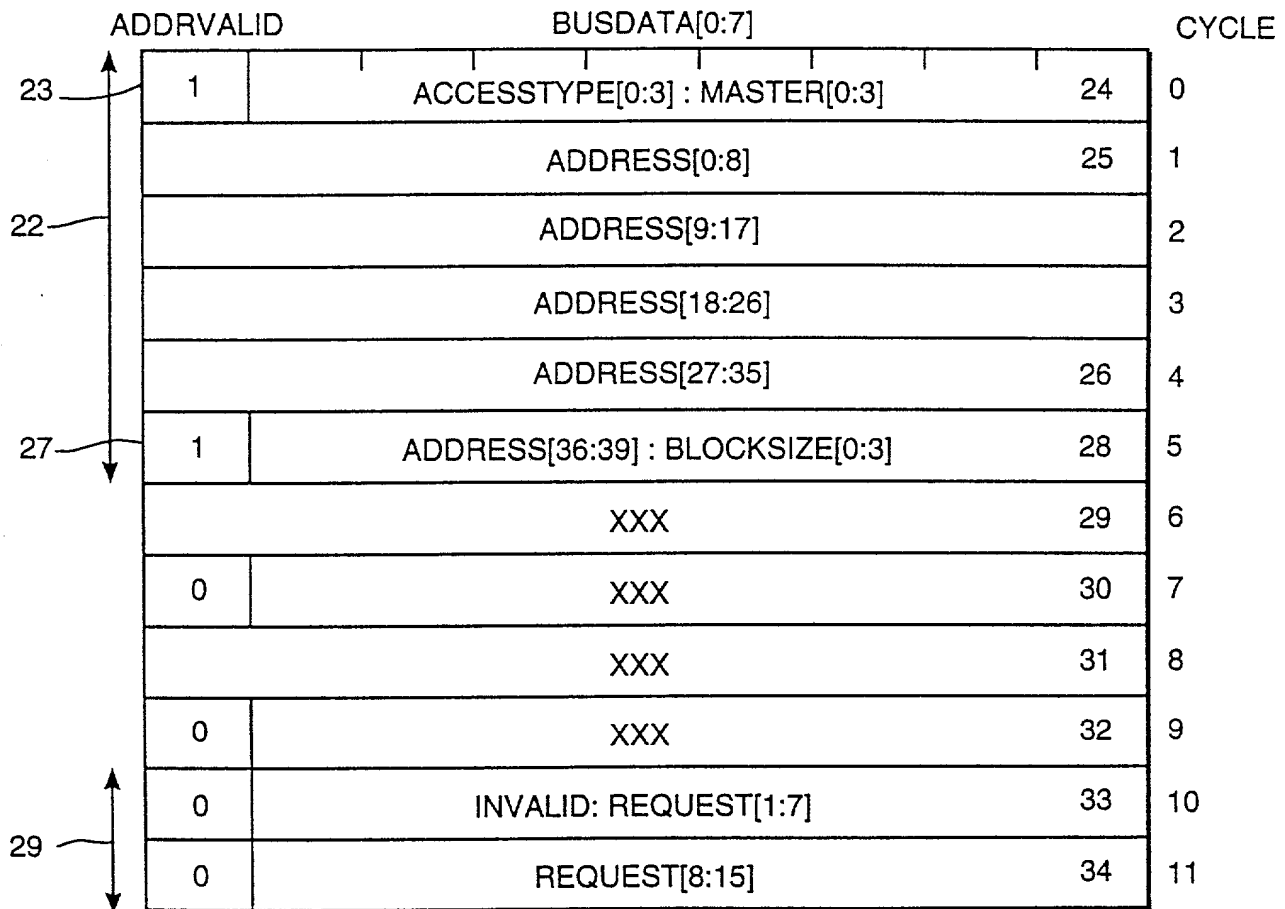 ADDRVALID BUSDATA[0:7] CYCLE
23 1 ACCESSTYPE[0:3] : MASTER[0:3] 24 0
ADDRESS[0:8] 25 1
22 ADDRESS[9:17] 2
ADDRESS[18:26] 3
ADDRESS[27:35] 26 4
27 1 ADDRESS[36:39] : BLOCKSIZE[0:3] 28 5
XXX 29 6
0 XXX 30 7
XXX 31 8
0 XXX 32 9
0 INVALID: REQUEST[1:7] 33 10
29 0 REQUEST[8:15] 34 11